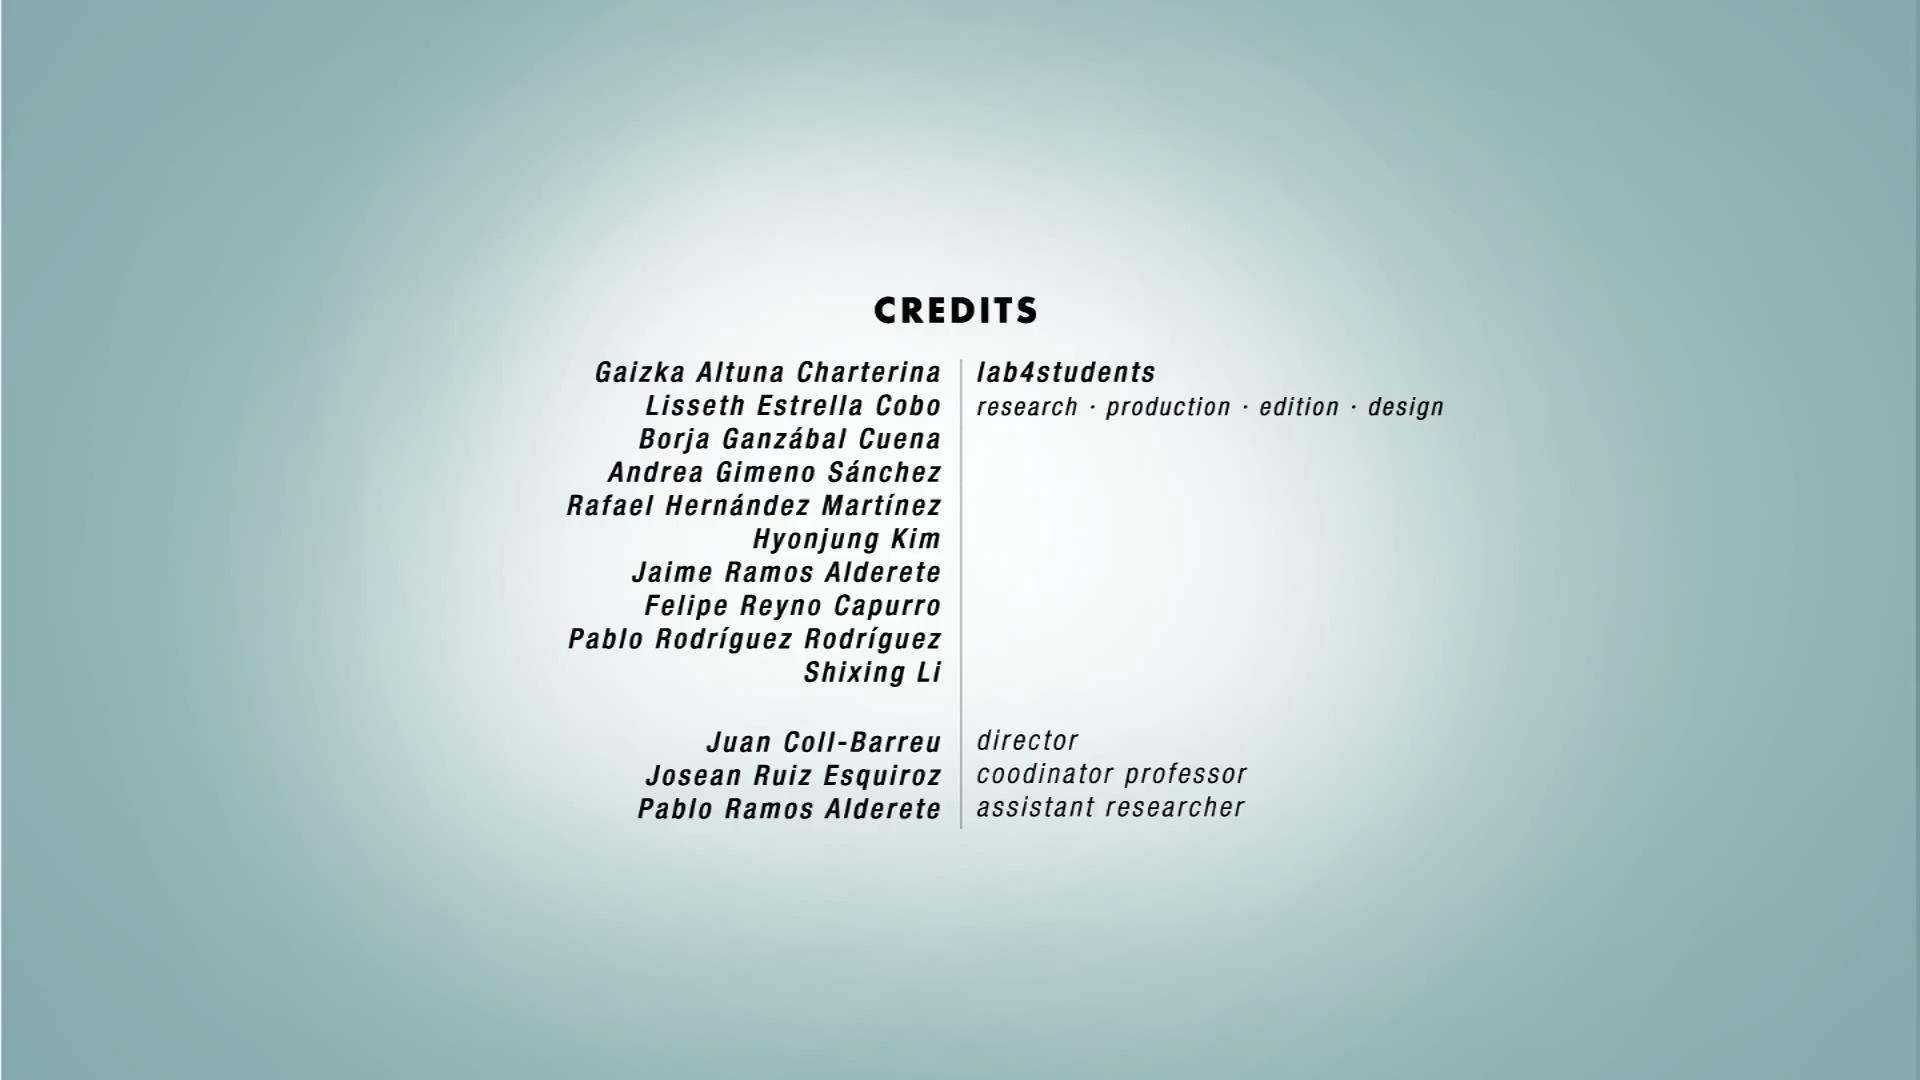 CREDITS
Gaizka Altuna Charterina lab4students
Lisseth Estrella Cobo research · production · edition · design
Borja Ganzábal Cuena
Andrea Gimeno Sánchez
Rafael Hernández Martínez
Hyonjung Kim
Jaime Ramos Alderete
Felipe Reyno Capurro
Pablo Rodríguez Rodríguez
Shixing Li
Juan Coll-Barreu director
Josean Ruiz Esquiroz coodinator professor
Pablo Ramos Alderete assistant researcher